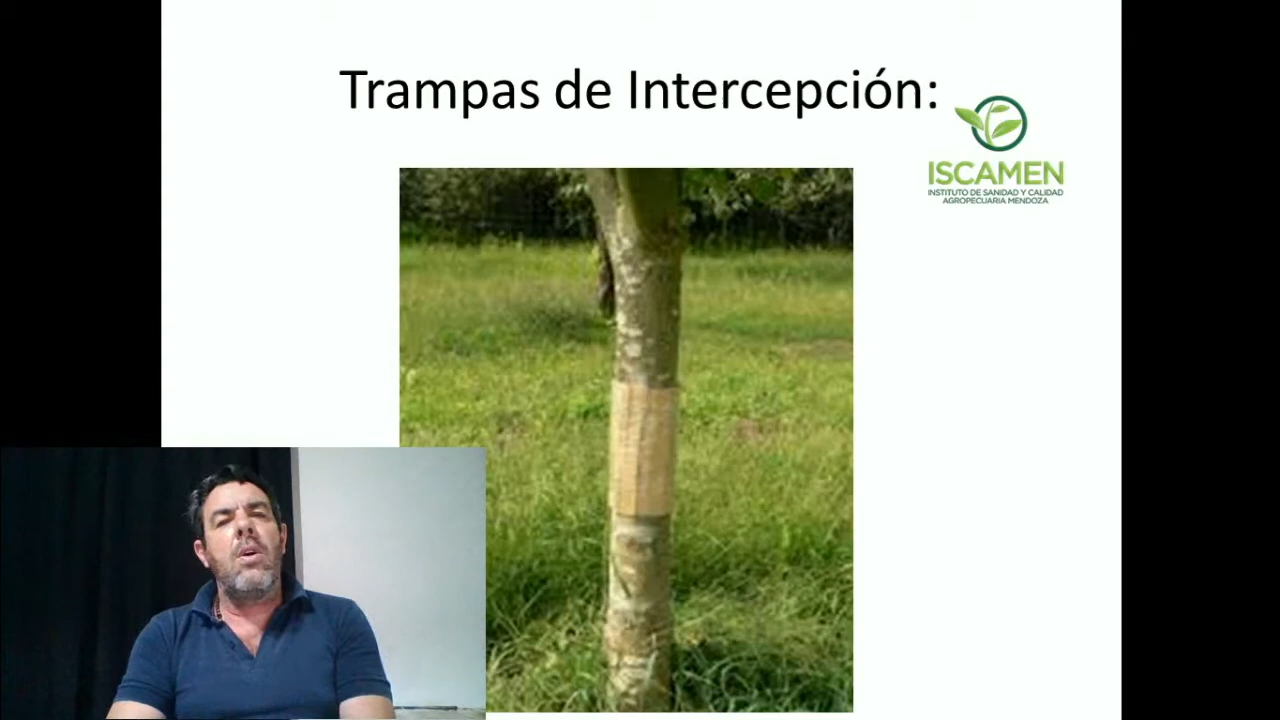 Trampas de Intercepción:
ISCAMEN
INSTITUTO DE SANIDAD Y CALIDAD
AGROPECUARIA MENDOZA